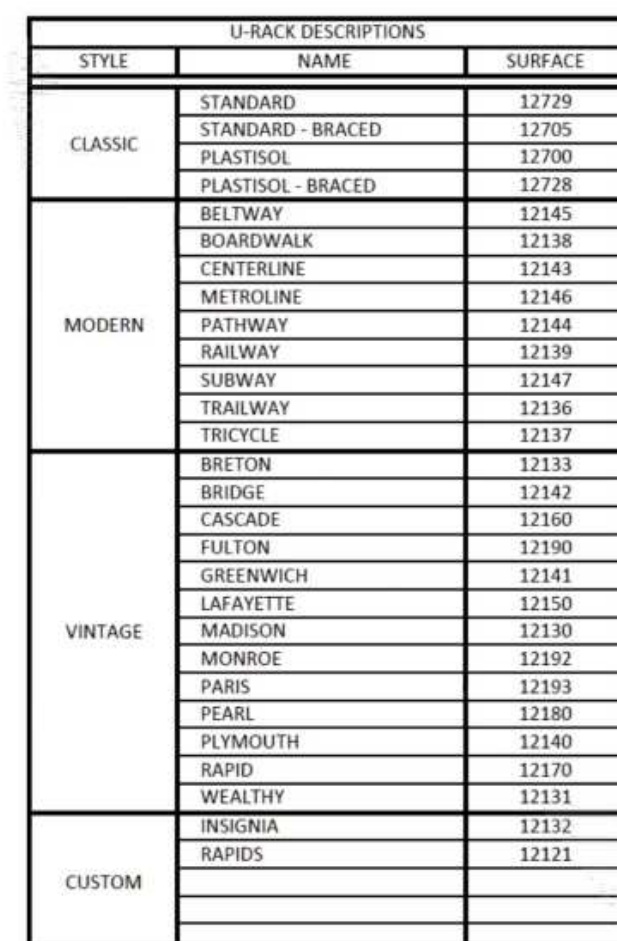 U-RACK DESCRIPTIONS
STYLE NAME SURFACE
CLASSIC
STANDARD 12729
STANDARD - BRACED 12705
PLASTISOL 12700
PLASTISOL - BRACED 12728
MODERN
BELTWAY 12145
BOARDWALK 12138
CENTERLINE 12143
METROLINE 12146
PATHWAY 12144
RAILWAY 12139
SUBWAY 12147
TRAILWAY 12136
TRICYCLE 12137
VINTAGE
BRETON 12133
BRIDGE 12142
CASCADE 12160
FULTON 12190
GREENWICH 12141
LAFAYETTE 12150
MADISON 12130
MONROE 12192
PARIS 12193
PEARL 12180
PLYMOUTH 12140
RAPID 12170
WEALTHY 12131
CUSTOM
INSIGNIA 12132
RAPIDS 12121